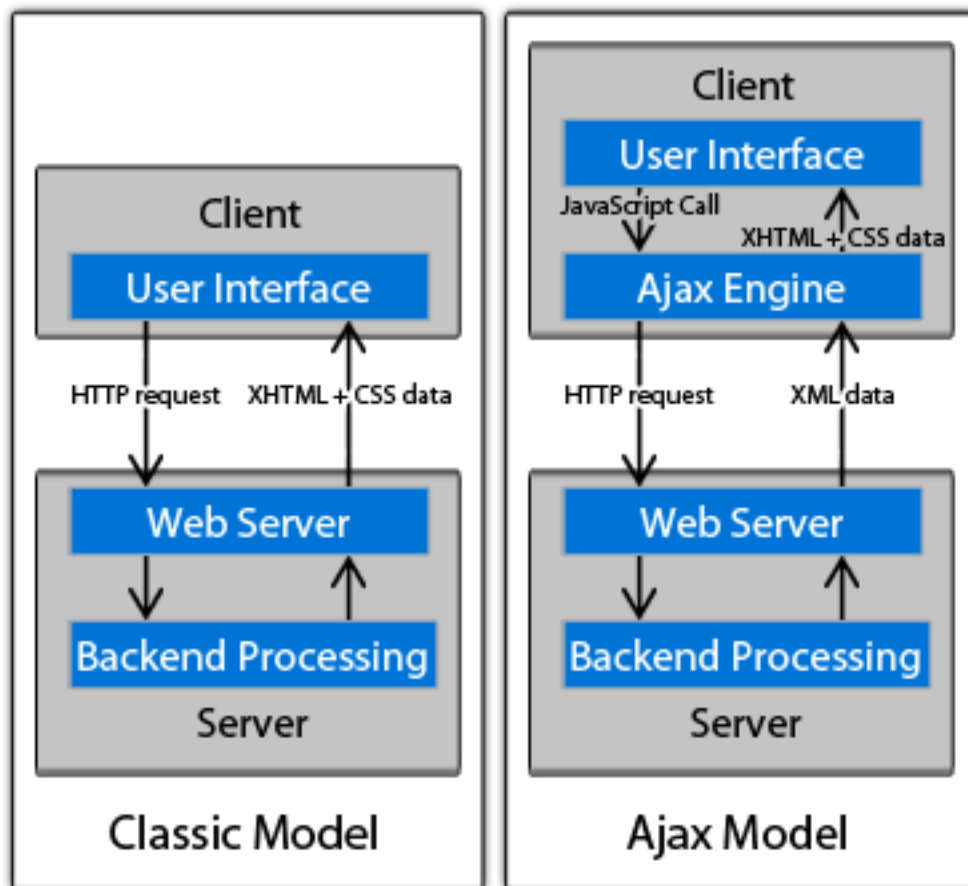 Client
User Interface
HTTP request
XHTML + CSS data
Web Server
Backend Processing
Server
Classic Model
Client
User Interface
JavaScript Call
XHTML + CSS data
Ajax Engine
HTTP request
XML data
Web Server
Backend Processing
Server
Ajax Model